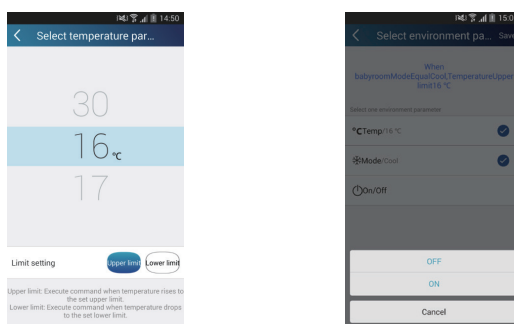 14:50
Select temperature par...
30
16 °C
17
Limit setting
Upper limit
Lower limit
Upper limit: Execute command when temperature rises to
the set upper limit.
Lower limit: Execute command when temperature drops
to the set lower limit.
15:0
Select environment pa... Save
When
babyroomModeEqualCool,TemperatureUpper
limit16 °C
Select one environment parameter
°CTemp/16 °C
Mode/Cool
On/Off
OFF
ON
Cancel